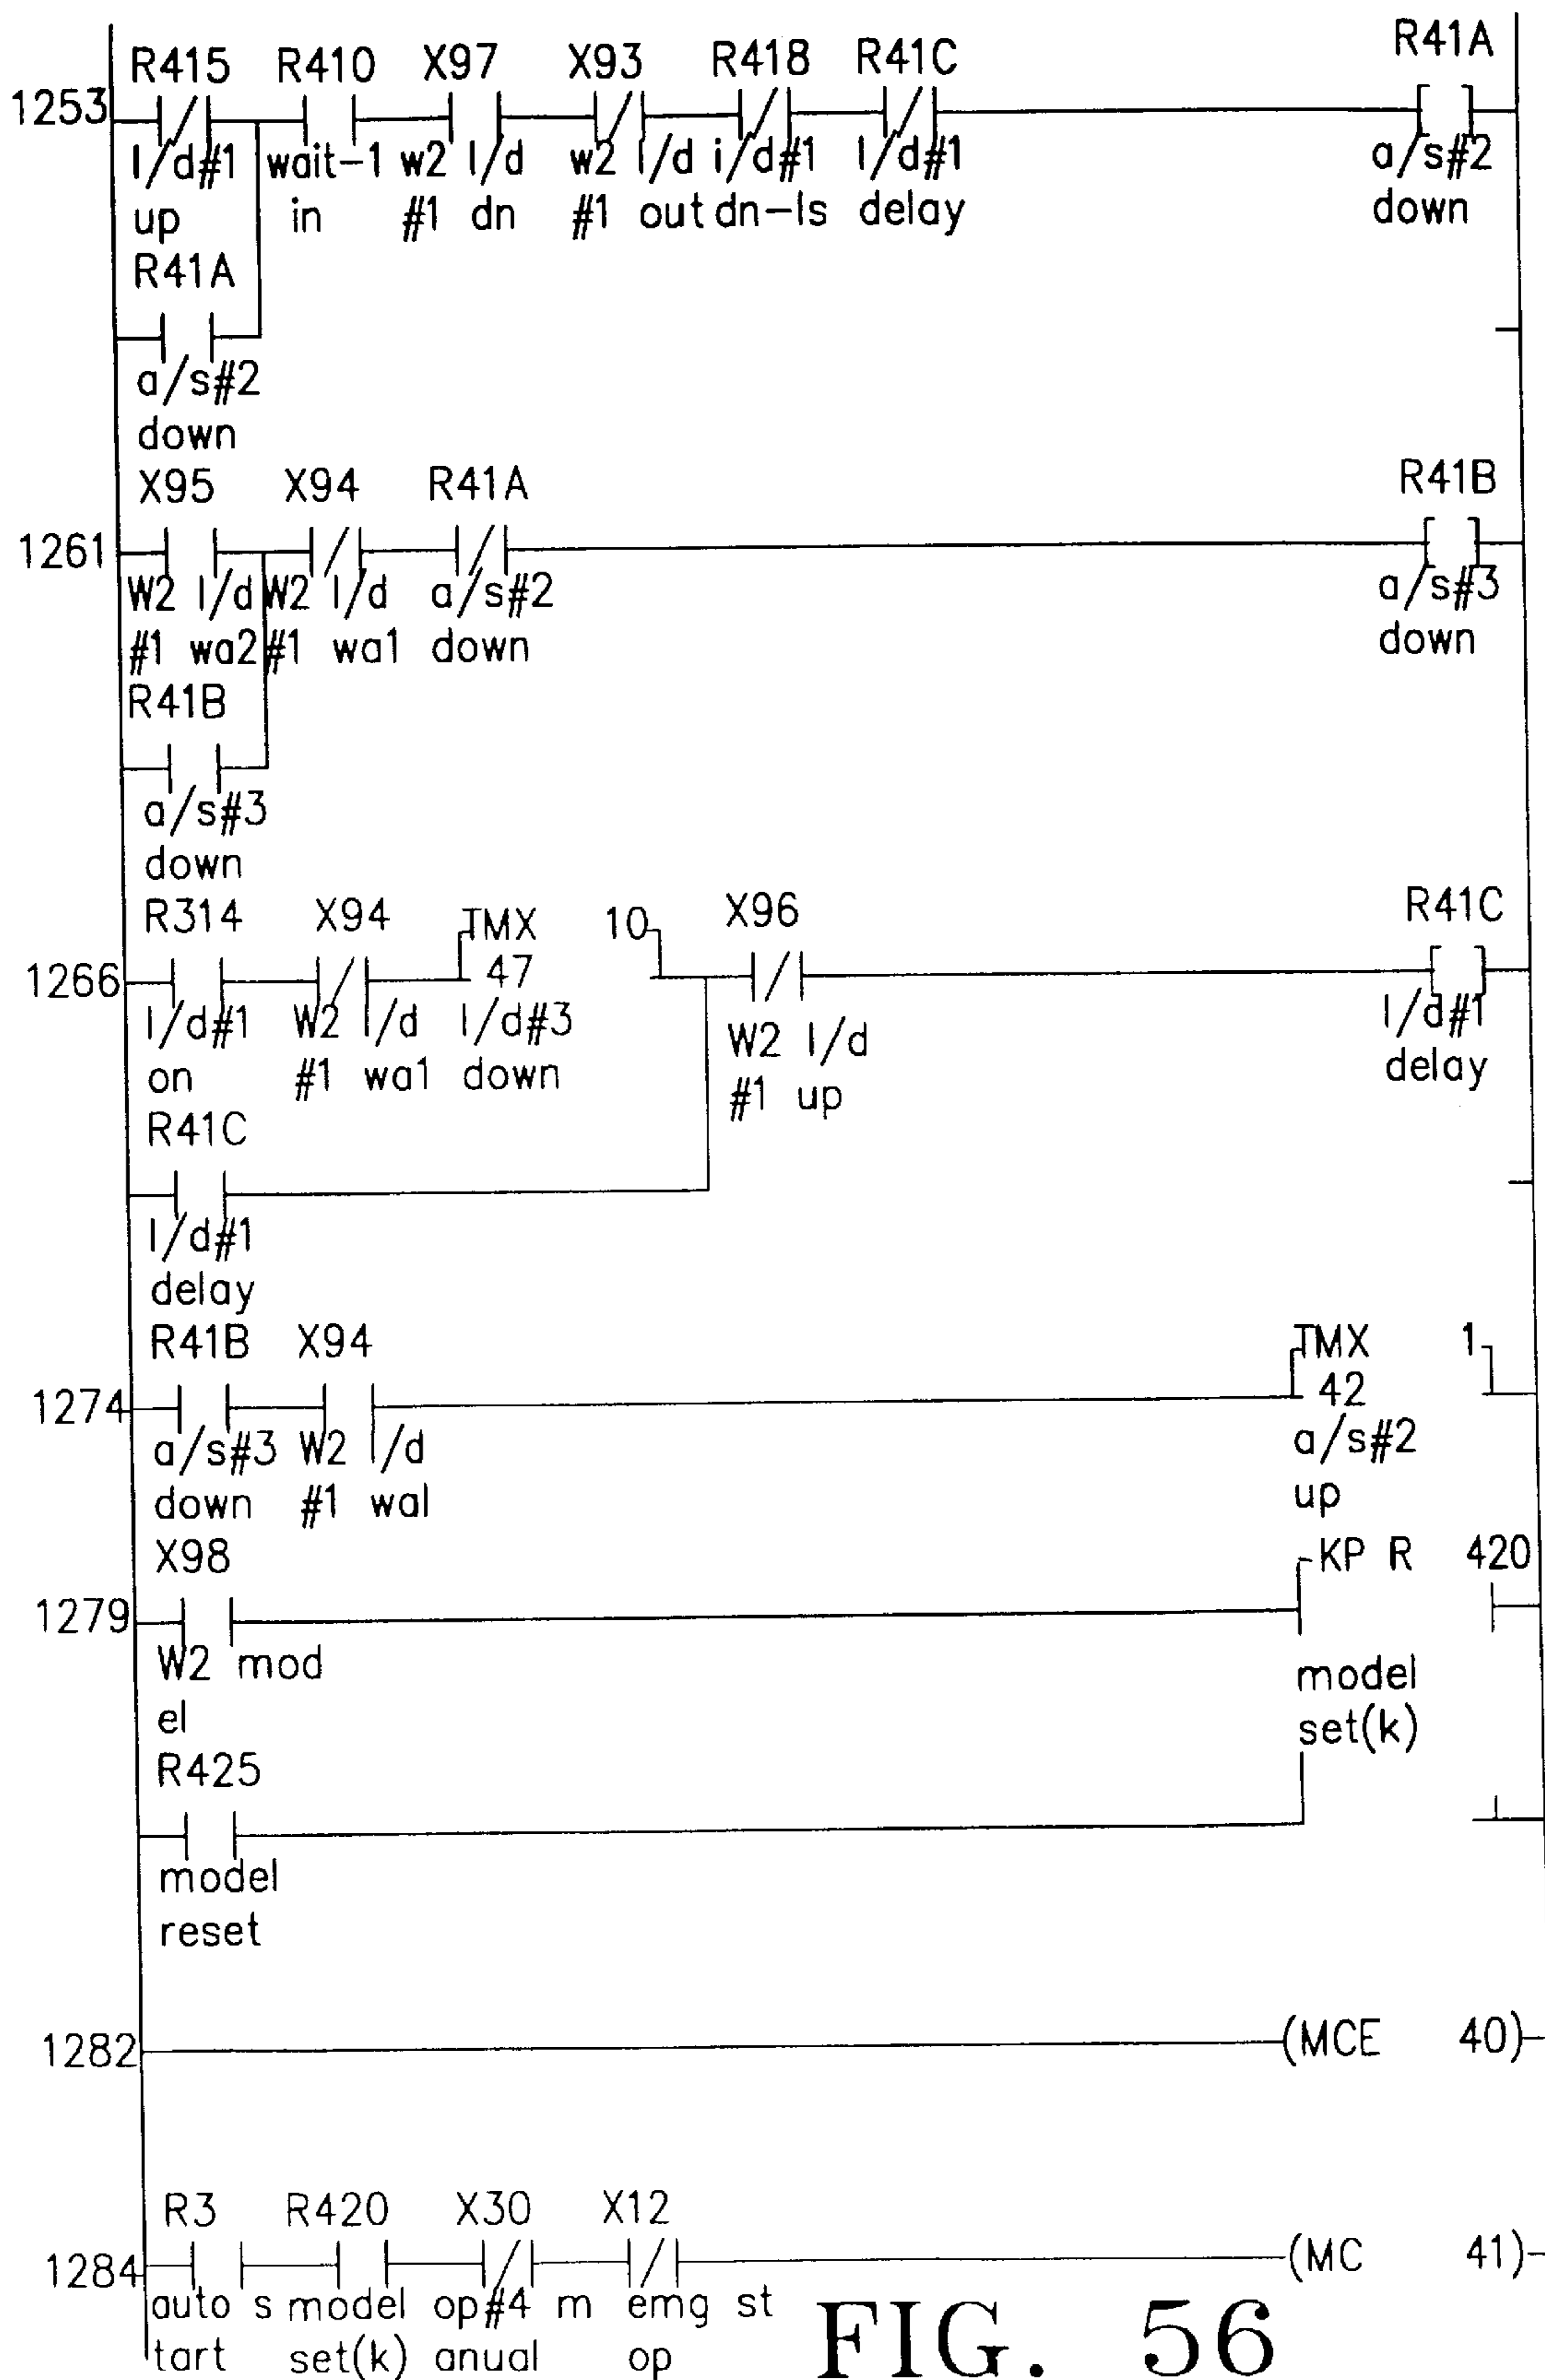 R415 R410 X97 X93 R418 R41C R41A
1253
l/d#1 wait-1 w2 l/d w2 l/d i/d#1 l/d#1 a/s#2
up in #1 dn #1 out dn-ls delay down
R41A
a/s#2
down
X95 X94 R41A R41B
1261
W2 l/d W2 l/d a/s#2 a/s#3
#1 wa2 #1 wa1 down down
R41B
a/s#3
down
R314 X94 TMX 10 X96 R41C
1266 47
l/d#1 W2 l/d l/d#3 W2 l/d l/d#1
on #1 wa1 down #1 up delay
R41C
l/d#1
delay
R41B X94 TMX 1
1274 42
a/s#3 W2 l/d a/s#2
down #1 wal up
X98 KP R 420
1279
W2 mod model
el set(k)
R425
model
reset
1282 (MCE 40)
R3 R420 X30 X12
1284 (MC 41)
auto s model op#4 m emg st
tart set(k) anual op
FIG. 56